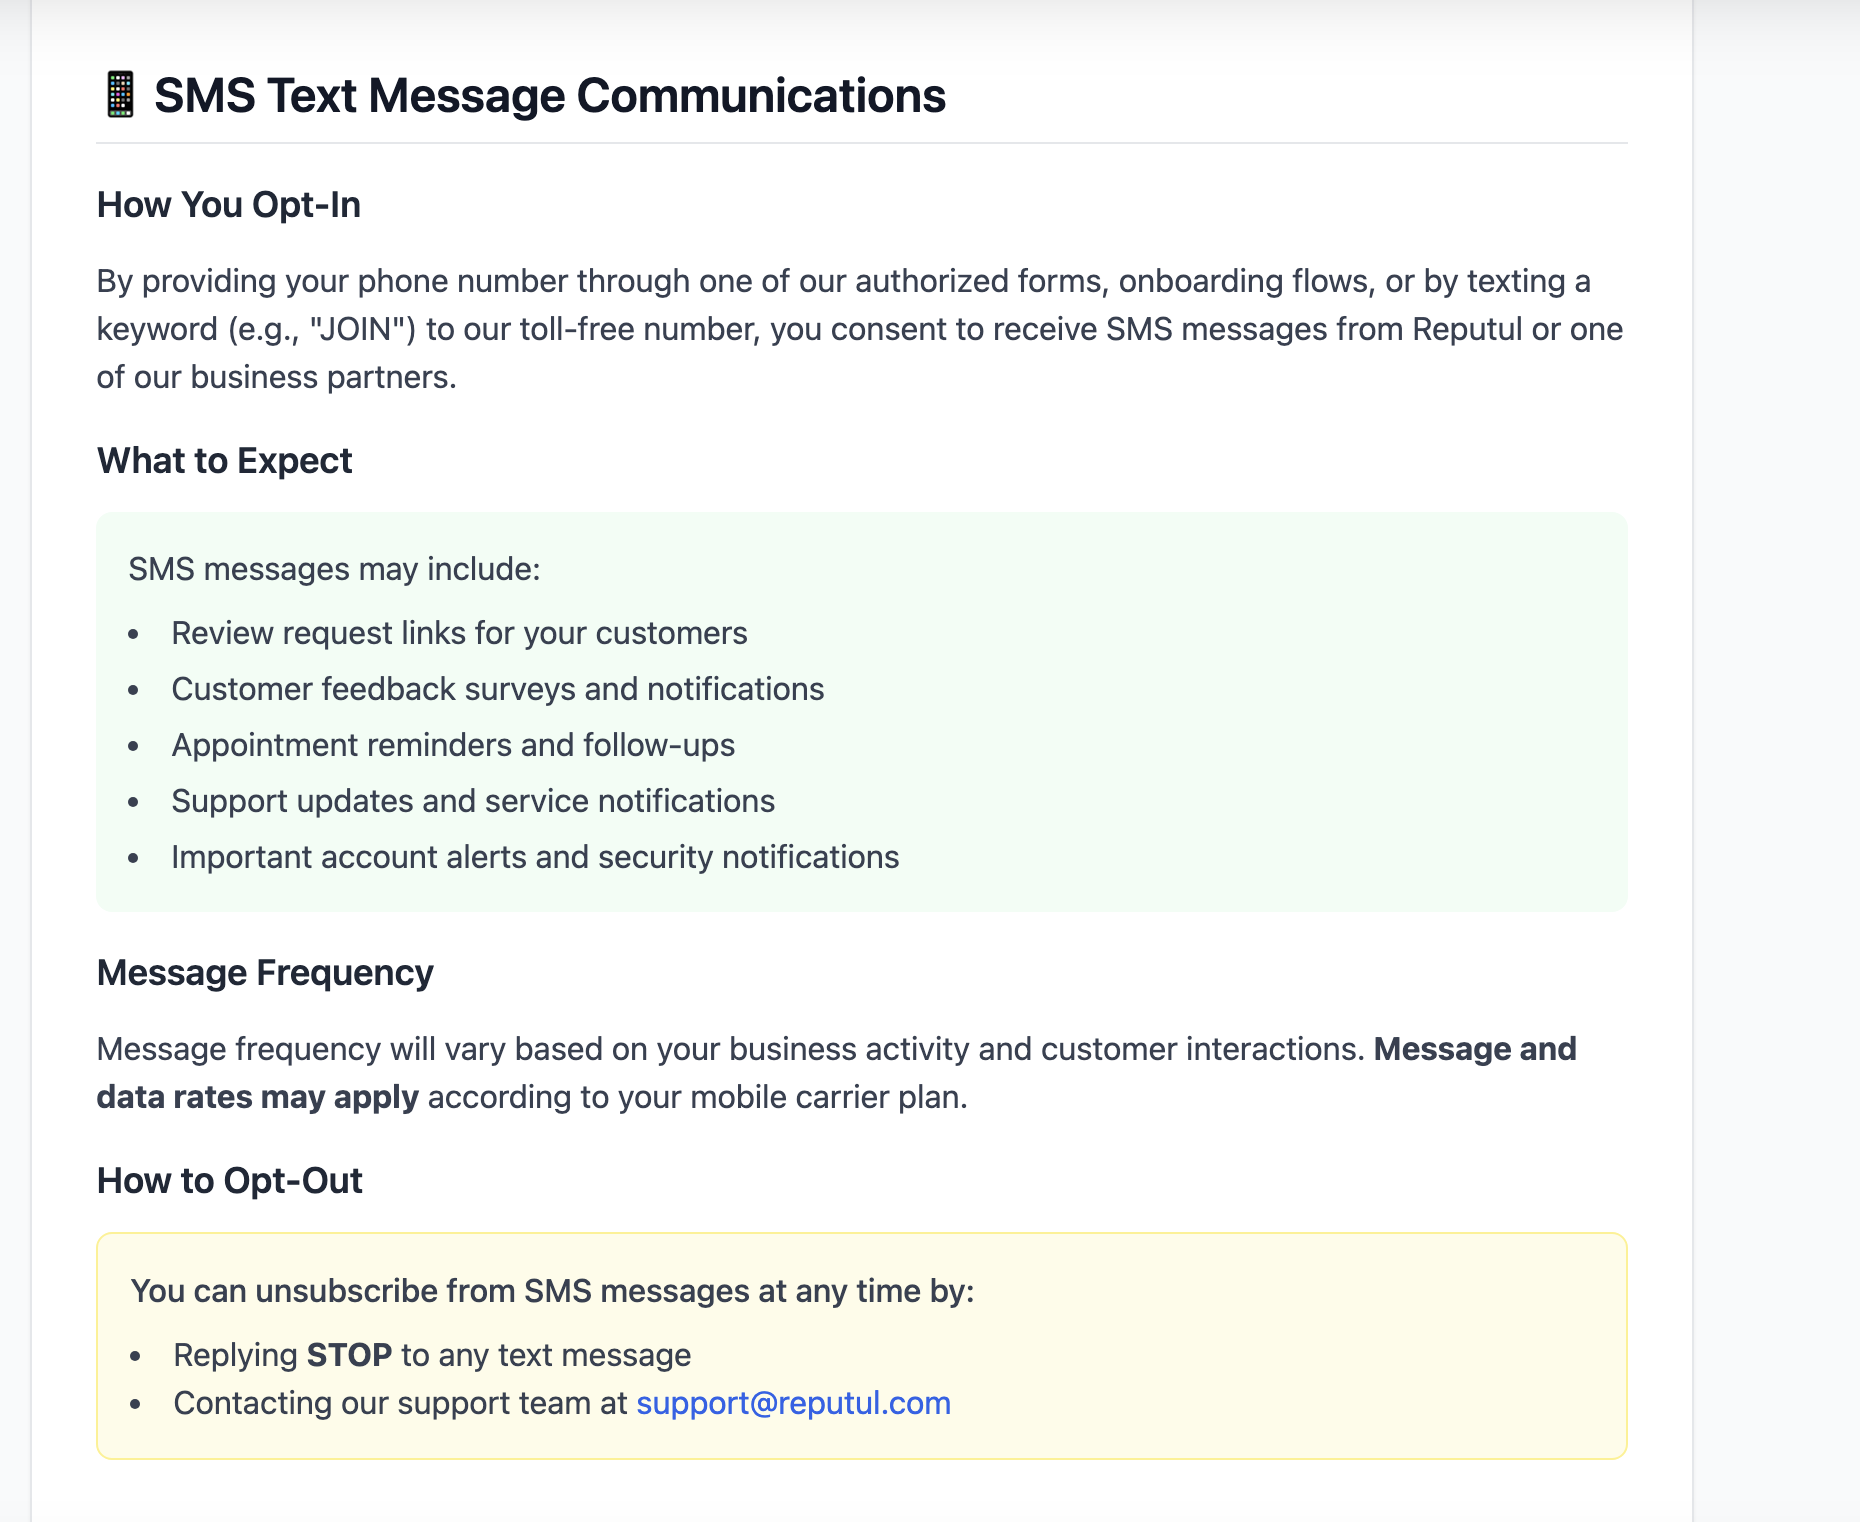 📱 SMS Text Message Communications
How You Opt-In
By providing your phone number through one of our authorized forms, onboarding flows, or by texting a
keyword (e.g., "JOIN") to our toll-free number, you consent to receive SMS messages from Reputul or one
of our business partners.
What to Expect
SMS messages may include:
• Review request links for your customers
• Customer feedback surveys and notifications
• Appointment reminders and follow-ups
• Support updates and service notifications
• Important account alerts and security notifications
Message Frequency
Message frequency will vary based on your business activity and customer interactions. Message and
data rates may apply according to your mobile carrier plan.
How to Opt-Out
You can unsubscribe from SMS messages at any time by:
• Replying STOP to any text message
• Contacting our support team at support@reputul.com